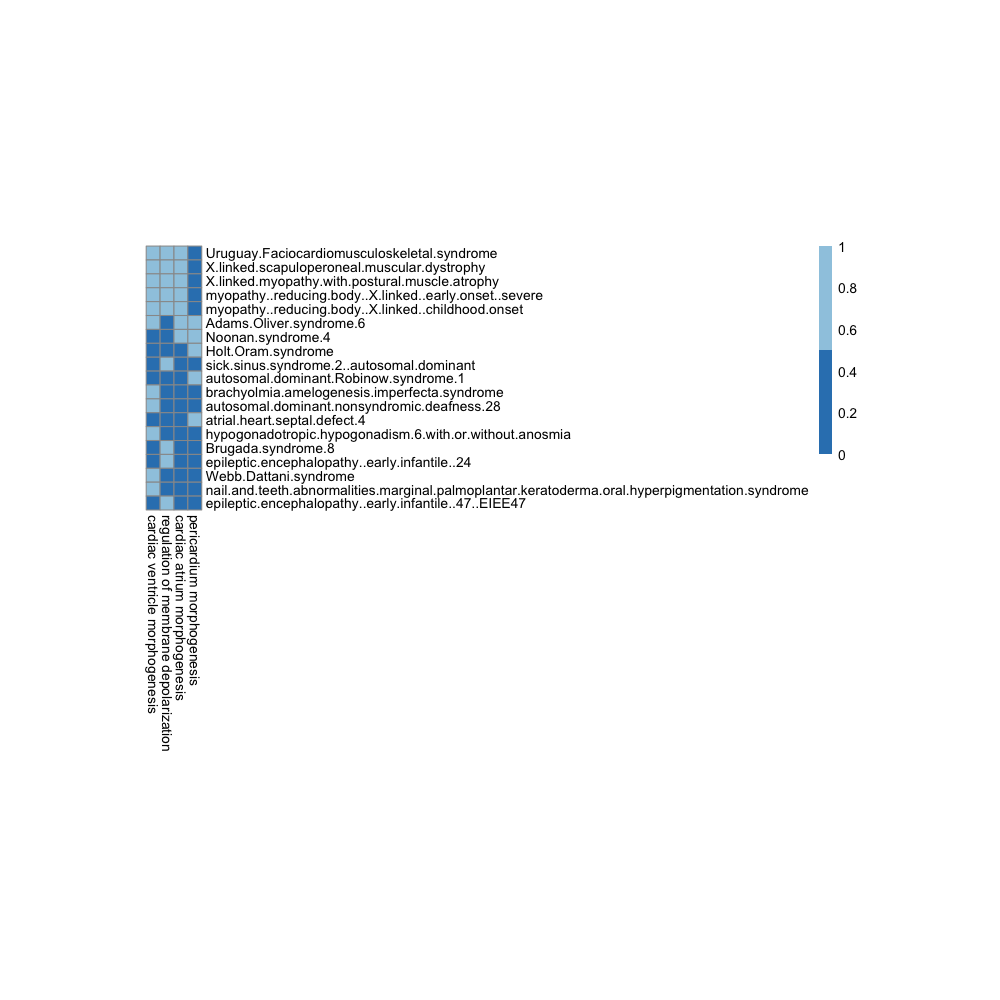 Uruguay.Faciocardiomusculoskeletal.syndrome
X.linked.scapuloperoneal.muscular.dystrophy
X.linked.myopathy.with.postural.muscle.atrophy
myopathy..reducing.body..X.linked..early.onset..severe
myopathy..reducing.body..X.linked..childhood.onset
Adams.Oliver.syndrome.6
Noonan.syndrome.4
Holt.Oram.syndrome
sick.sinus.syndrome.2..autosomal.dominant
autosomal.dominant.Robinow.syndrome.1
brachyolmia.amelogenesis.imperfecta.syndrome
autosomal.dominant.nonsyndromic.deafness.28
atrial.heart.septal.defect.4
hypogonadotropic.hypogonadism.6.with.or.without.anosmia
Brugada.syndrome.8
epileptic.encephalopathy..early.infantile..24
Webb.Dattani.syndrome
nail.and.teeth.abnormalities.marginal.palmoplantar.keratoderma.oral.hyperpigmentation.syndrome
epileptic.encephalopathy..early.infantile..47..EIEE47
cardiac ventricle morphogenesis
regulation of membrane depolarization
cardiac atrium morphogenesis
pericardium morphogenesis
1
0.8
0.6
0.4
0.2
0